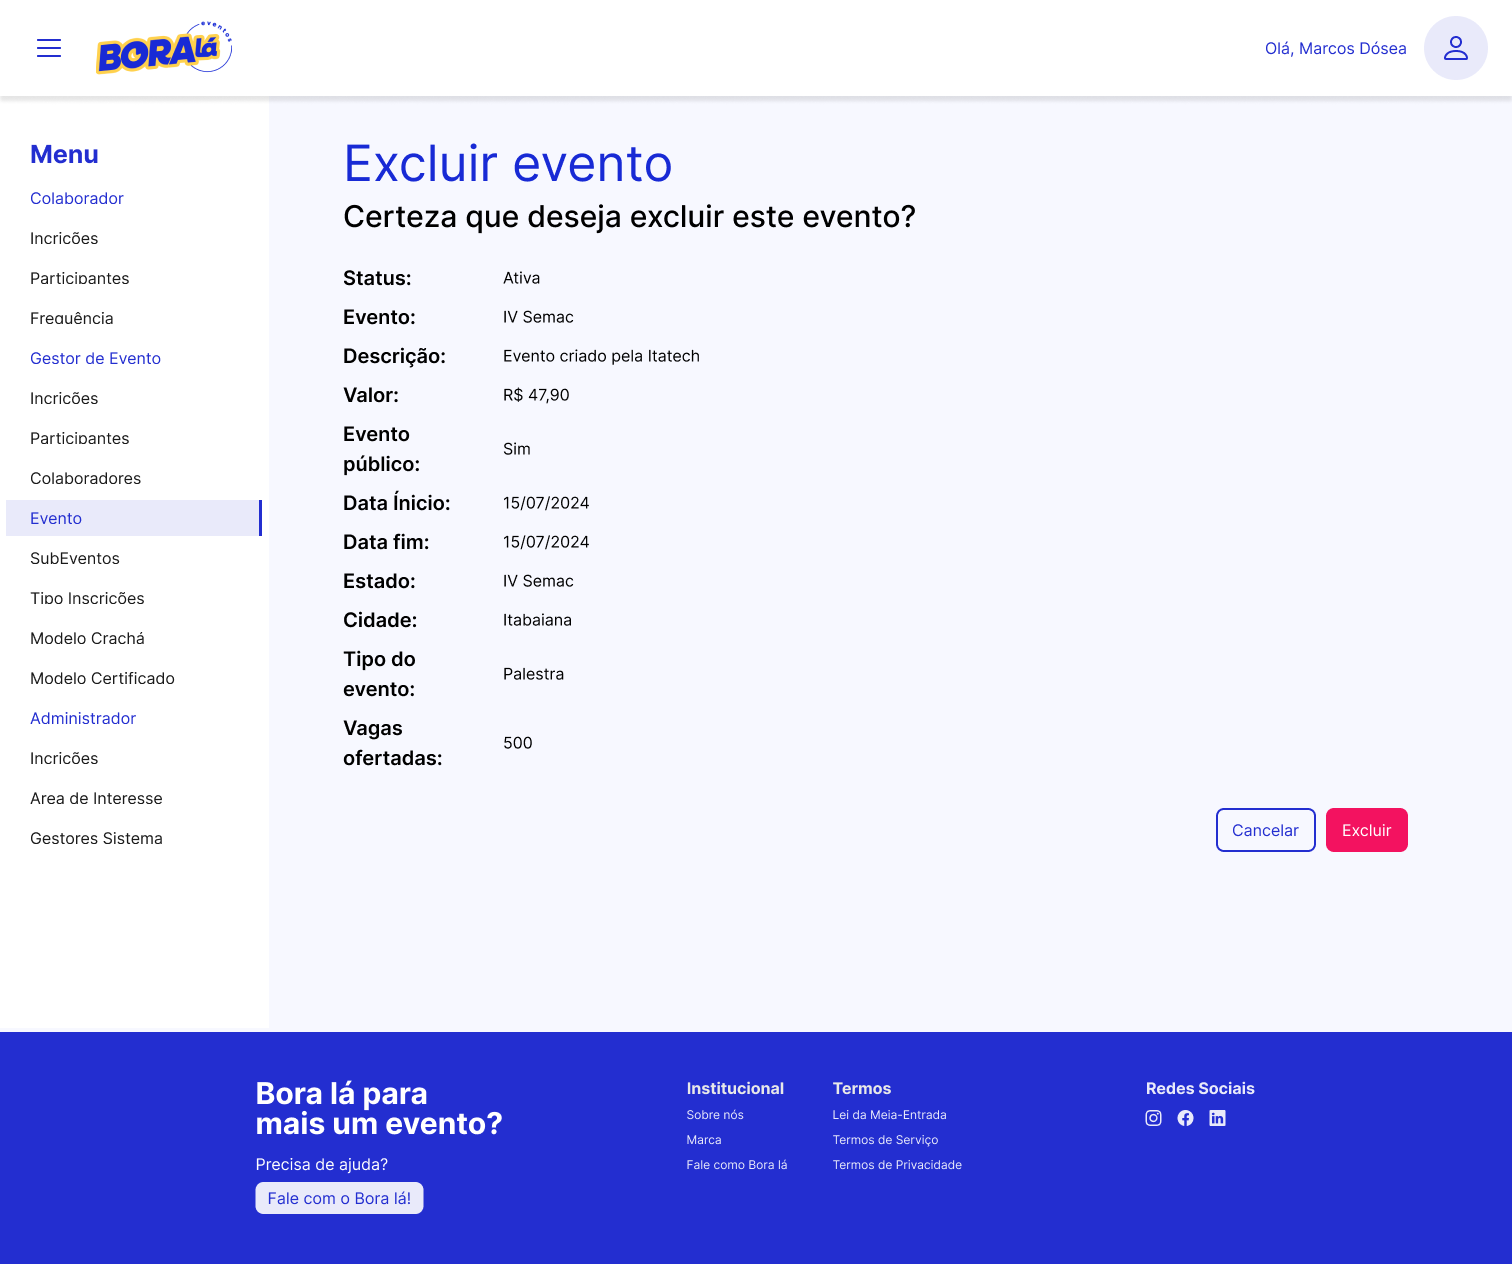 BORA lá
eventos
Olá, Marcos Dósea
Menu
Colaborador
Incricões
Participantes
Frequência
Gestor de Evento
Incricões
Participantes
Colaboradores
Evento
SubEventos
Tipo Inscricões
Modelo Crachá
Modelo Certificado
Administrador
Incricões
Area de Interesse
Gestores Sistema
Excluir evento
Certeza que deseja excluir este evento?
Status: Ativa
Evento: IV Semac
Descrição: Evento criado pela Itatech
Valor: R$ 47,90
Evento
público: Sim
Data Ínicio: 15/07/2024
Data fim: 15/07/2024
Estado: IV Semac
Cidade: Itabaiana
Tipo do
evento: Palestra
Vagas
ofertadas: 500
Cancelar
Excluir
Bora lá para
mais um evento?
Precisa de ajuda?
Fale com o Bora lá!
Institucional
Sobre nós
Marca
Fale como Bora lá
Termos
Lei da Meia-Entrada
Termos de Serviço
Termos de Privacidade
Redes Sociais